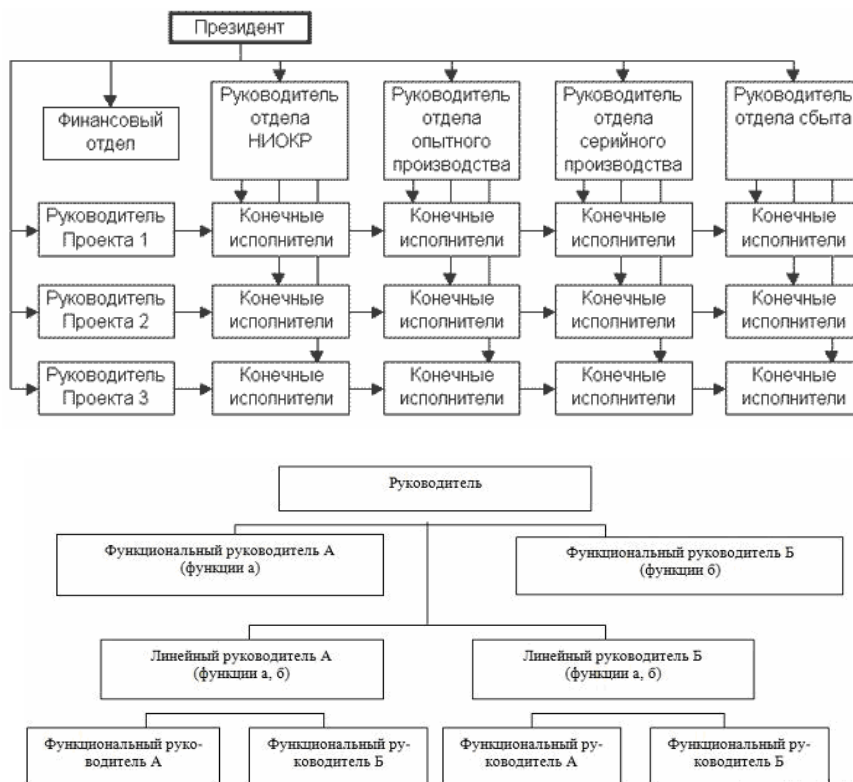 Президент
Финансовый
отдел
Руководитель
отдела
НИОКР
Руководитель
отдела
опытного
производства
Руководитель
отдела
серийного
производства
Руководитель
отдела сбыта
Руководитель
Проекта 1
Конечные
исполнители
Конечные
исполнители
Конечные
исполнители
Конечные
исполнители
Руководитель
Проекта 2
Конечные
исполнители
Конечные
исполнители
Конечные
исполнители
Конечные
исполнители
Руководитель
Проекта 3
Конечные
исполнители
Конечные
исполнители
Конечные
исполнители
Конечные
исполнители
Руководитель
Функциональный руководитель А
(функции а)
Функциональный руководитель Б
(функции б)
Линейный руководитель А
(функции а, б)
Линейный руководитель Б
(функции а, б)
Функциональный руко-
водитель А
Функциональный ру-
ководитель Б
Функциональный ру-
ководитель А
Функциональный ру-
ководитель Б